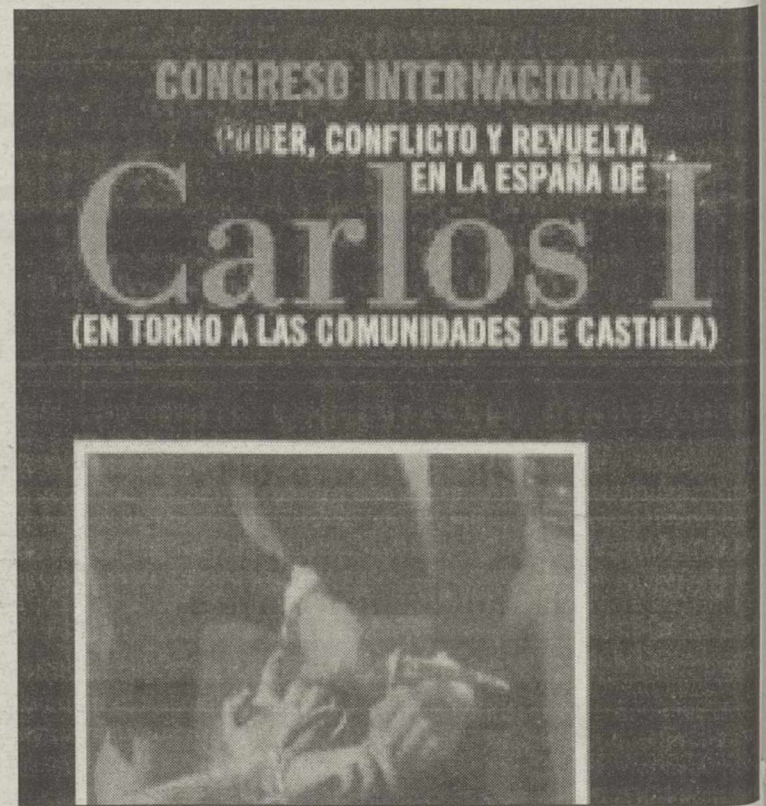 CONGRESO INTERNACIONAL
PODER, CONFLICTO Y REVUELTA
EN LA ESPAÑA DE
Carlos I
(EN TORNO A LAS COMUNIDADES DE CASTILLA)